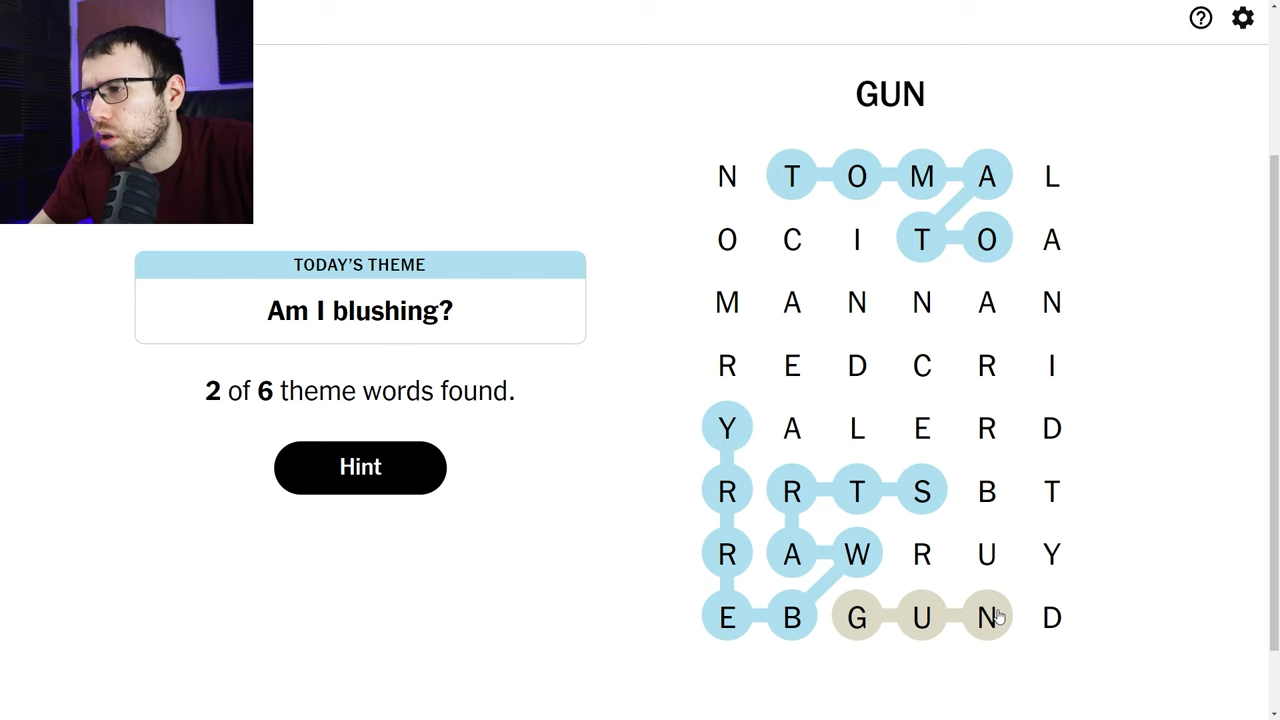 ?
GUN
N T O M A L
O C I T O A
TODAY'S THEME
Am I blushing?
M A N N A N
R E D C R I
2 of 6 theme words found.
Y A L E R D
Hint
R R T S B T
R A W R U Y
E B G U N D